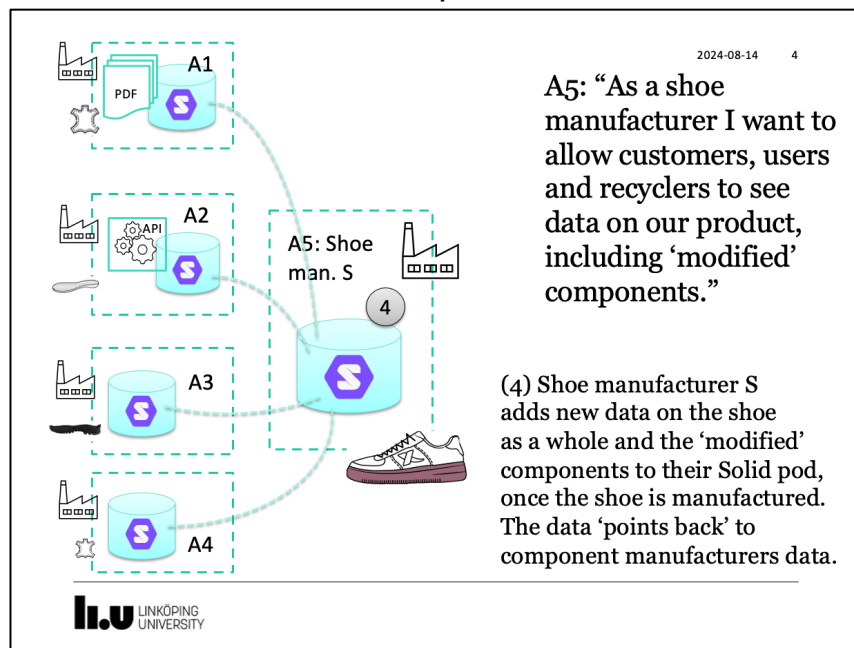 2024-08-14 4
A1
PDF
A2
API
A3
A4
A5: Shoe
man. S
4
A5: “As a shoe
manufacturer I want to
allow customers, users
and recyclers to see
data on our product,
including ‘modified’
components.”
(4) Shoe manufacturer S
adds new data on the shoe
as a whole and the ‘modified’
components to their Solid pod,
once the shoe is manufactured.
The data ‘points back’ to
component manufacturers data.
li.u LINKÖPING
UNIVERSITY